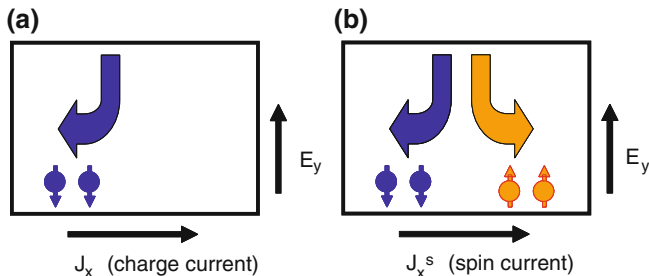 (a)
(b)
E_y
E_y
J_x (charge current)
J_x^s (spin current)